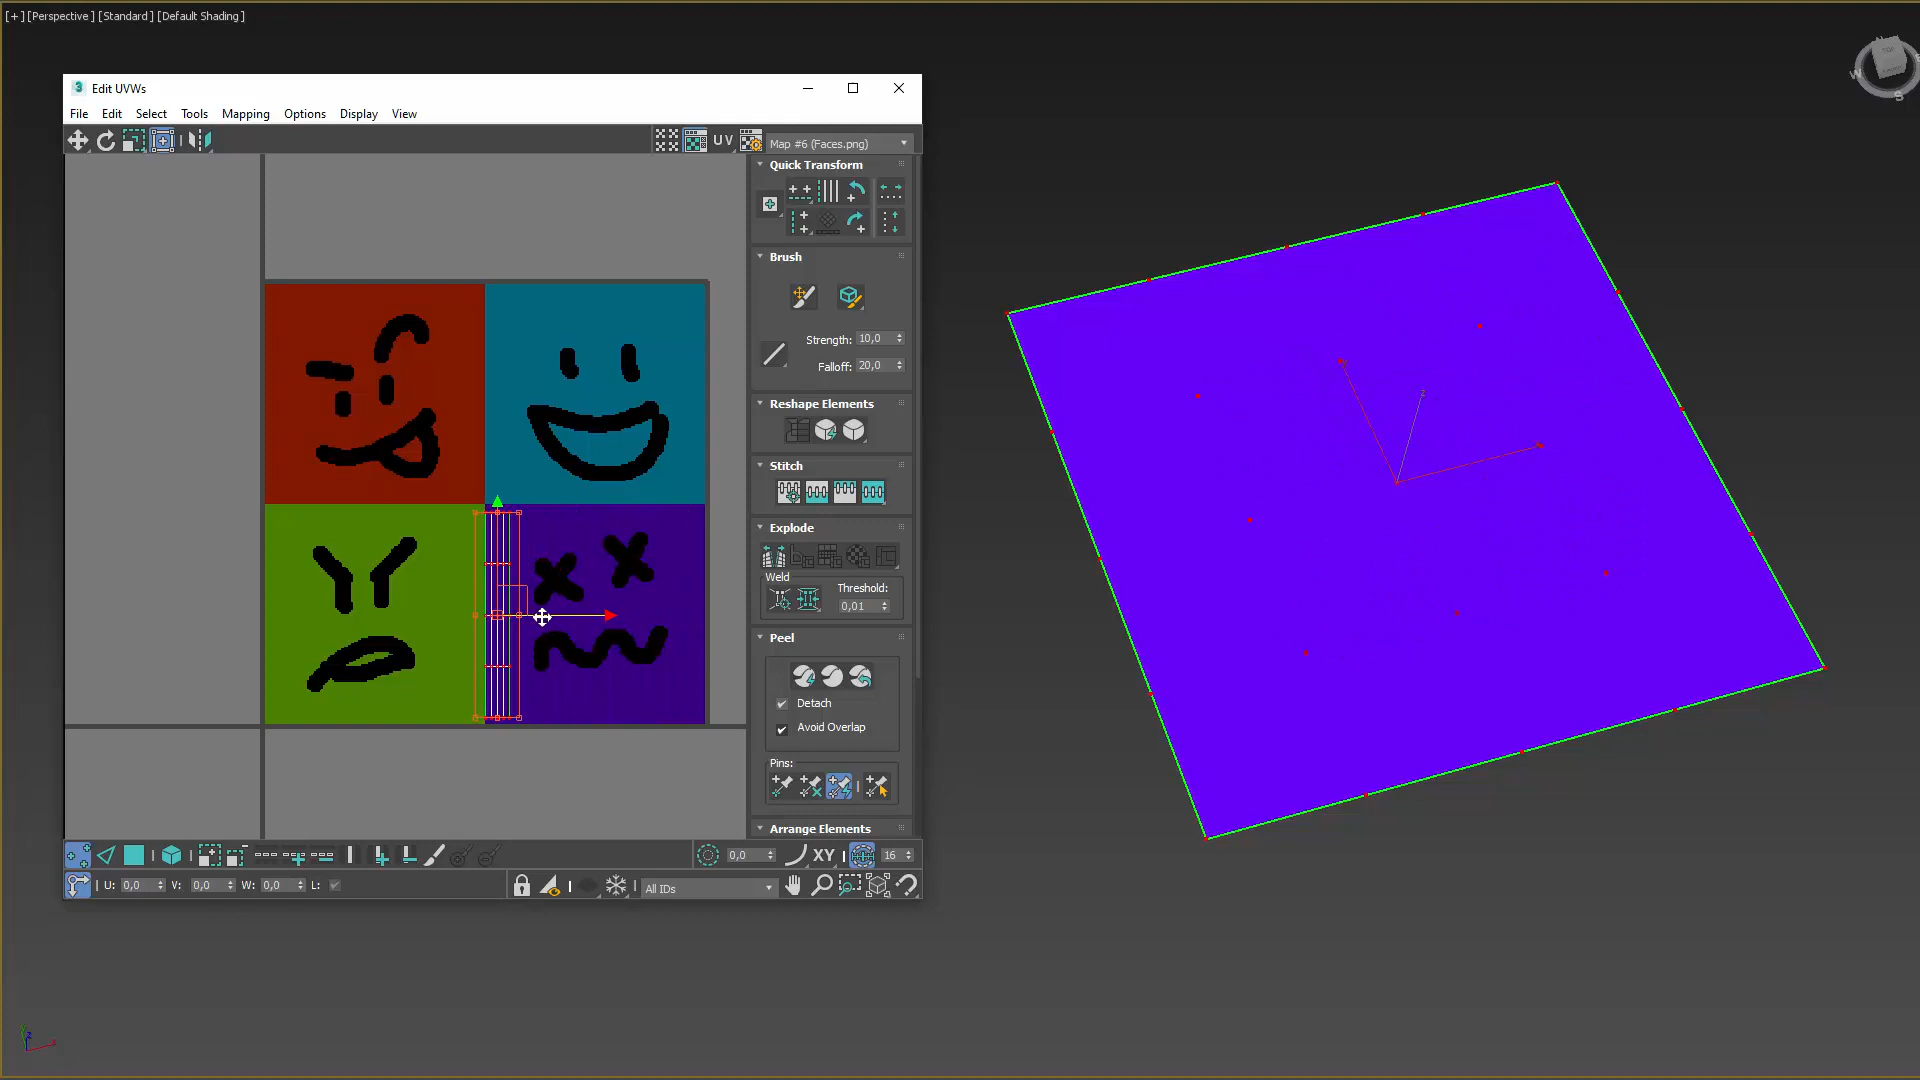 [+] [Perspective ] [Standard ] [Default Shading ]
3 Edit UVWs
File Edit Select Tools Mapping Options Display View
UV Map #6 (Faces.png)
Quick Transform
Brush
Strength: 10,0
Falloff: 20,0
Reshape Elements
Stitch
Explode
Weld
Threshold:
0,01
Peel
Detach
Avoid Overlap
Pins:
Arrange Elements
0,0 XY 16
U: 0,0 V: 0,0 W: 0,0 L: All IDs
TOP
W
S
z
z